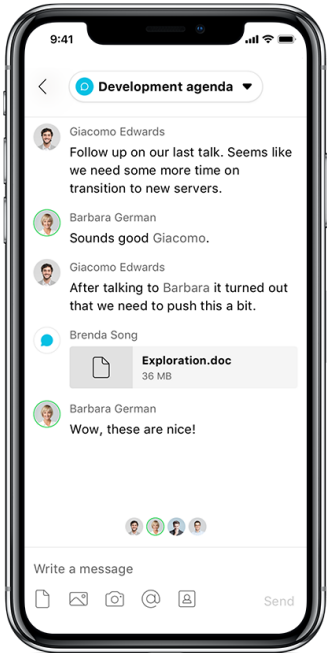 9:41
Development agenda
Giacomo Edwards
Follow up on our last talk. Seems like
we need some more time on
transition to new servers.
Barbara German
Sounds good Giacomo.
Giacomo Edwards
After talking to Barbara it turned out
that we need to push this a bit.
Brenda Song
Exploration.doc
36 MB
Barbara German
Wow, these are nice!
Write a message
Send